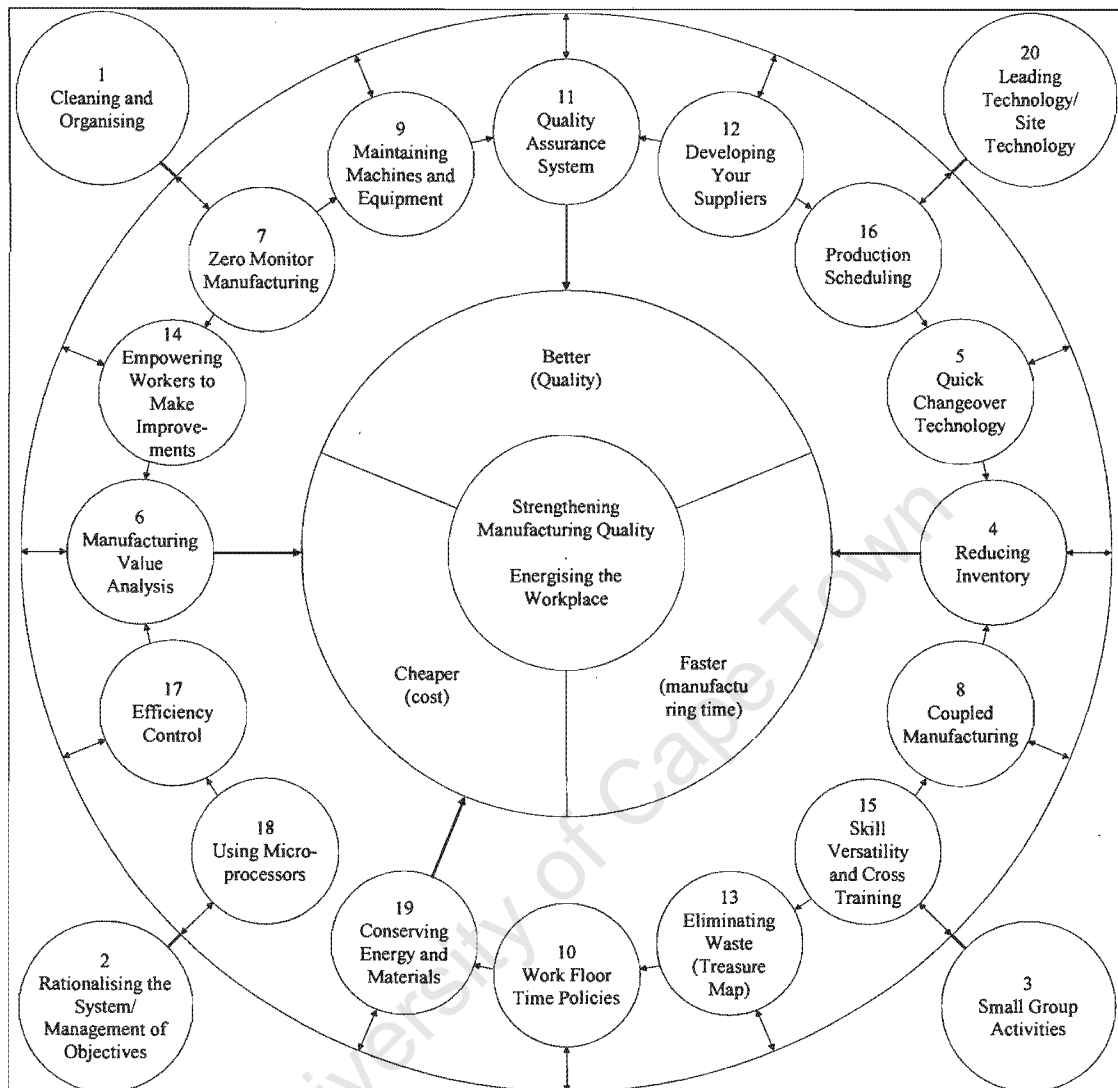 1
Cleaning and
Organising
11
Quality
Assurance
System
20
Leading
Technology/
Site
Technology
9
Maintaining
Machines and
Equipment
12
Developing
Your
Suppliers
7
Zero Monitor
Manufacturing
16
Production
Scheduling
14
Empowering
Workers to
Make
Improve-
ments
Better
(Quality)
5
Quick
Changeover
Technology
6
Manufacturing
Value
Analysis
Strengthening
Manufacturing Quality
Energising the
Workplace
4
Reducing
Inventory
17
Efficiency
Control
Cheaper
(cost)
Faster
(manufactu
ring time)
8
Coupled
Manufacturing
18
Using Micro-
processors
15
Skill
Versatility
and Cross
Training
19
Conserving
Energy and
Materials
10
Work Floor
Time Policies
13
Eliminating
Waste
(Treasure
Map)
2
Rationalising the
System/
Management of
Objectives
3
Small Group
Activities
University of Cape Town